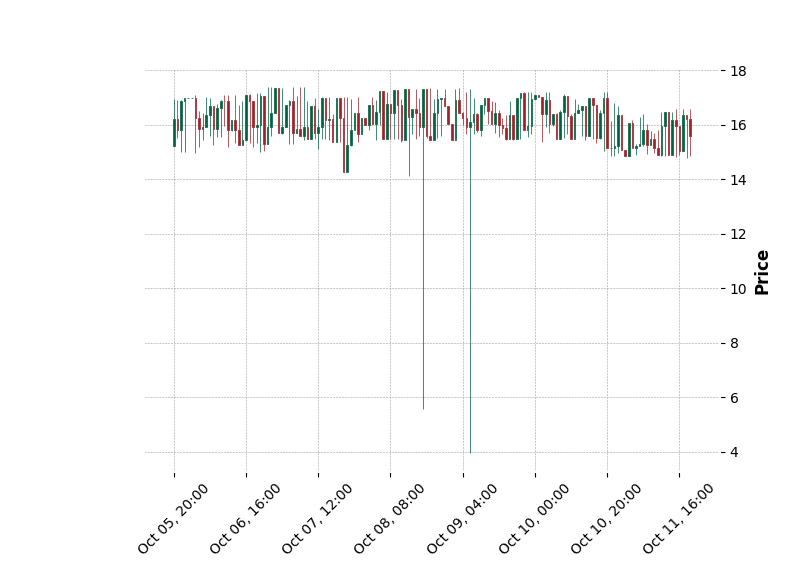 18
16
14
12
10
8
6
4
Price
Oct 05, 20:00
Oct 06, 16:00
Oct 07, 12:00
Oct 08, 08:00
Oct 09, 04:00
Oct 10, 00:00
Oct 10, 20:00
Oct 11, 16:00